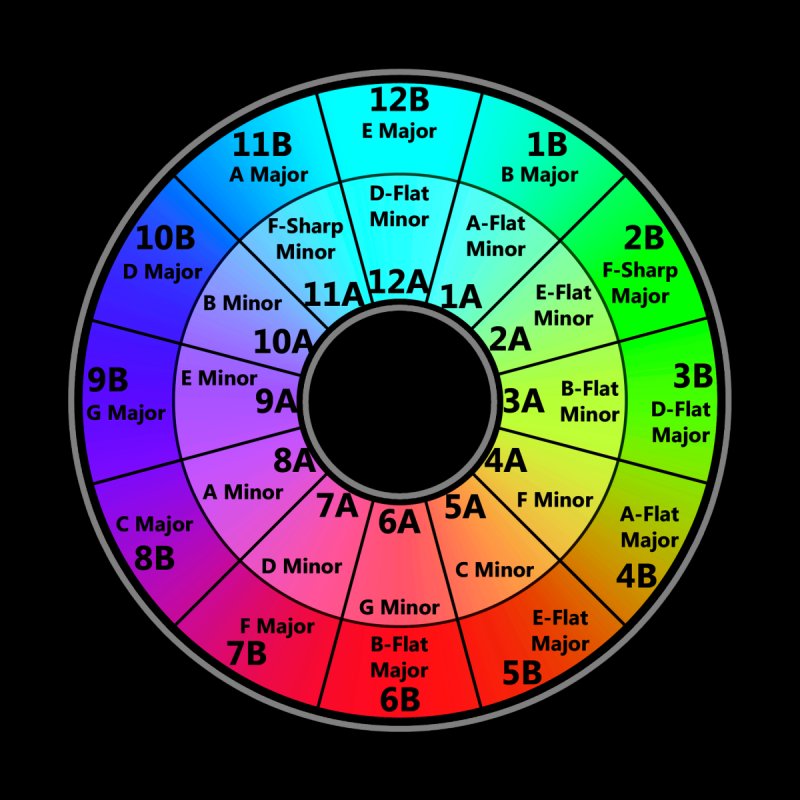 12B
E Major
1B
B Major
2B
F-Sharp
Major
3B
D-Flat
Major
A-Flat
Major
4B
E-Flat
Major
5B
B-Flat
Major
6B
F Major
7B
C Major
8B
9B
G Major
10B
D Major
11B
A Major
D-Flat
Minor
12A
A-Flat
Minor
1A
E-Flat
Minor
2A
B-Flat
Minor
3A
4A
F Minor
5A
C Minor
6A
G Minor
7A
D Minor
8A
A Minor
E Minor
9A
B Minor
10A
F-Sharp
Minor
11A